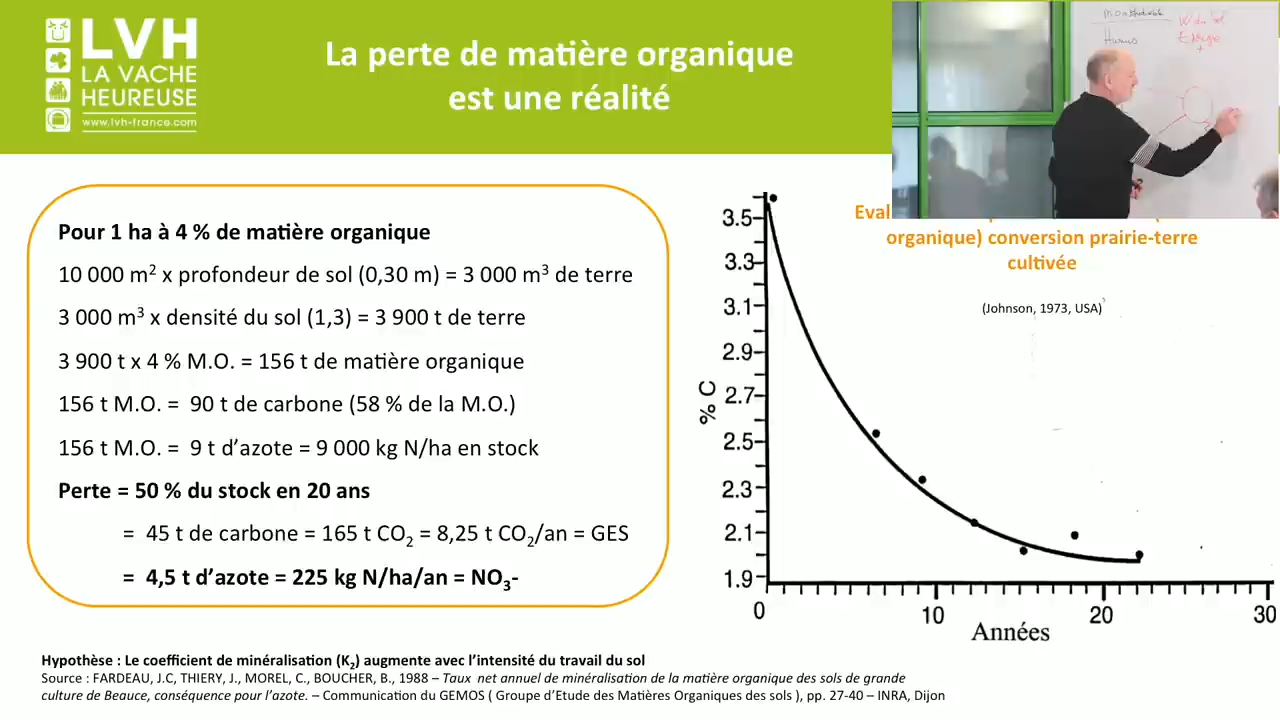 LVH
LA VACHE
HEUREUSE
www.lvh-france.com
La perte de matière organique
est une réalité
Humus
Energie
+
Pour 1 ha à 4 % de matière organique
10 000 m² x profondeur de sol (0,30 m) = 3 000 m³ de terre
3 000 m³ x densité du sol (1,3) = 3 900 t de terre
3 900 t x 4 % M.O. = 156 t de matière organique
156 t M.O. = 90 t de carbone (58 % de la M.O.)
156 t M.O. = 9 t d'azote = 9 000 kg N/ha en stock
Perte = 50 % du stock en 20 ans
= 45 t de carbone = 165 t CO₂ = 8,25 t CO₂/an = GES
= 4,5 t d'azote = 225 kg N/ha/an = NO₃-
organique) conversion prairie-terre
cultivée
(Johnson, 1973, USA)
% C
3.5
3.3
3.1
2.9
2.7
2.5
2.3
2.1
1.9
0 10 20 30
Années
Hypothèse : Le coefficient de minéralisation (K₂) augmente avec l'intensité du travail du sol
Source : FARDEAU, J.C, THIERY, J., MOREL, C., BOUCHER, B., 1988 – Taux net annuel de minéralisation de la matière organique des sols de grande
culture de Beauce, conséquence pour l'azote. – Communication du GEMOS ( Groupe d'Etude des Matières Organiques des sols ), pp. 27-40 – INRA, Dijon